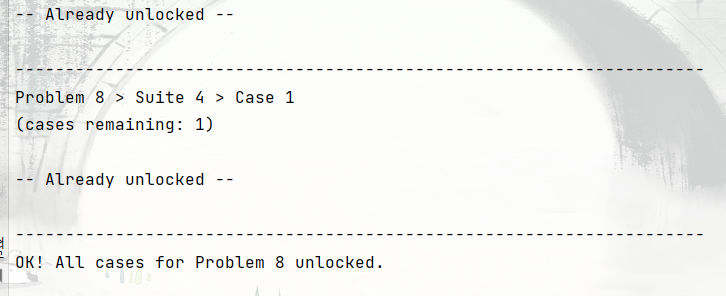 -- Already unlocked --
---------------------------------------------------------------------
Problem 8 > Suite 4 > Case 1
(cases remaining: 1)
-- Already unlocked --
---------------------------------------------------------------------
OK! All cases for Problem 8 unlocked.